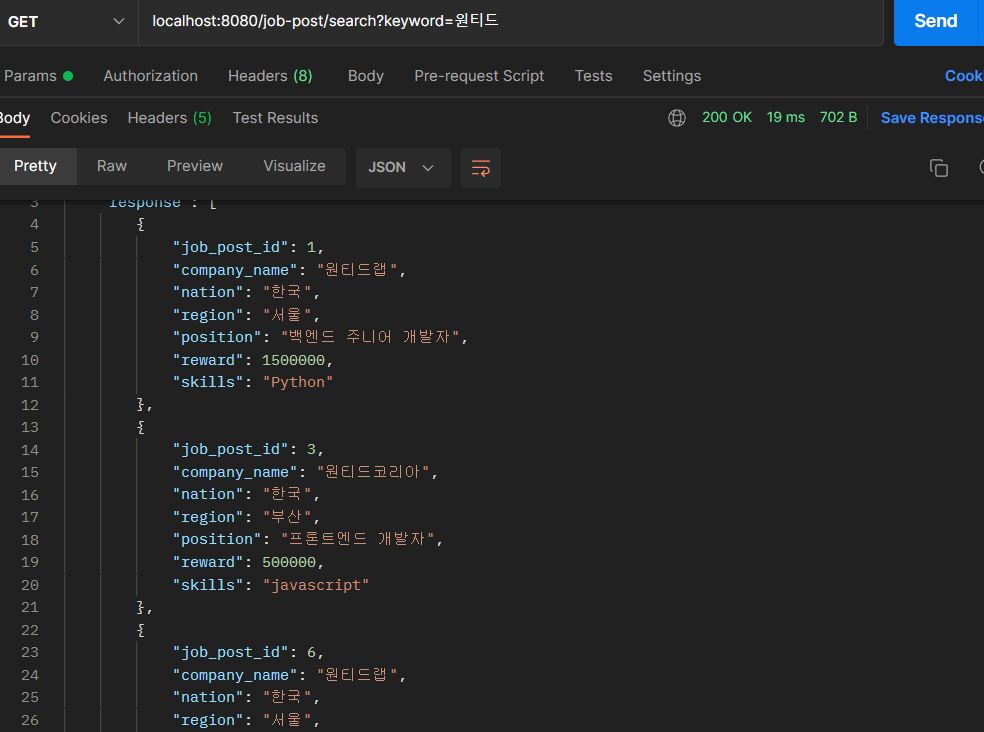 GET localhost:8080/job-post/search?keyword=원티드 Send
Params Authorization Headers (8) Body Pre-request Script Tests Settings Cook
Body Cookies Headers (5) Test Results 200 OK 19 ms 702 B Save Response
Pretty Raw Preview Visualize JSON
3 "response": [
4 {
5 "job_post_id": 1,
6 "company_name": "원티드랩",
7 "nation": "한국",
8 "region": "서울",
9 "position": "백엔드 주니어 개발자",
10 "reward": 1500000,
11 "skills": "Python"
12 },
13 {
14 "job_post_id": 3,
15 "company_name": "원티드코리아",
16 "nation": "한국",
17 "region": "부산",
18 "position": "프론트엔드 개발자",
19 "reward": 500000,
20 "skills": "javascript"
21 },
22 {
23 "job_post_id": 6,
24 "company_name": "원티드랩",
25 "nation": "한국",
26 "region": "서울",